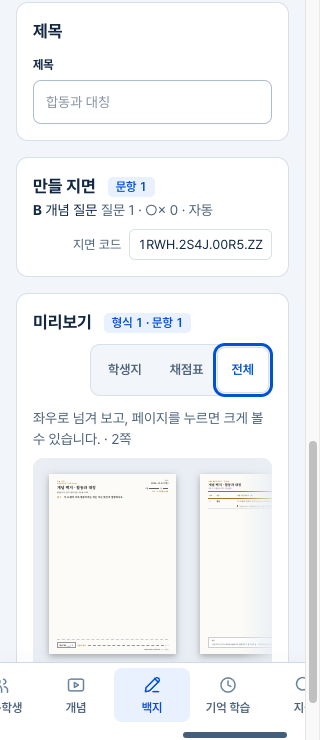 제목
제목
합동과 대칭
만들 지면 문항 1
B 개념 질문 질문 1 · ○× 0 · 자동
지면 코드 1RWH.2S4J.00R5.ZZ
미리보기 형식 1 · 문항 1
학생지 채점표 전체
좌우로 넘겨 보고, 페이지를 누르면 크게 볼
수 있습니다. · 2쪽
학생 개념 백지 기억 학습